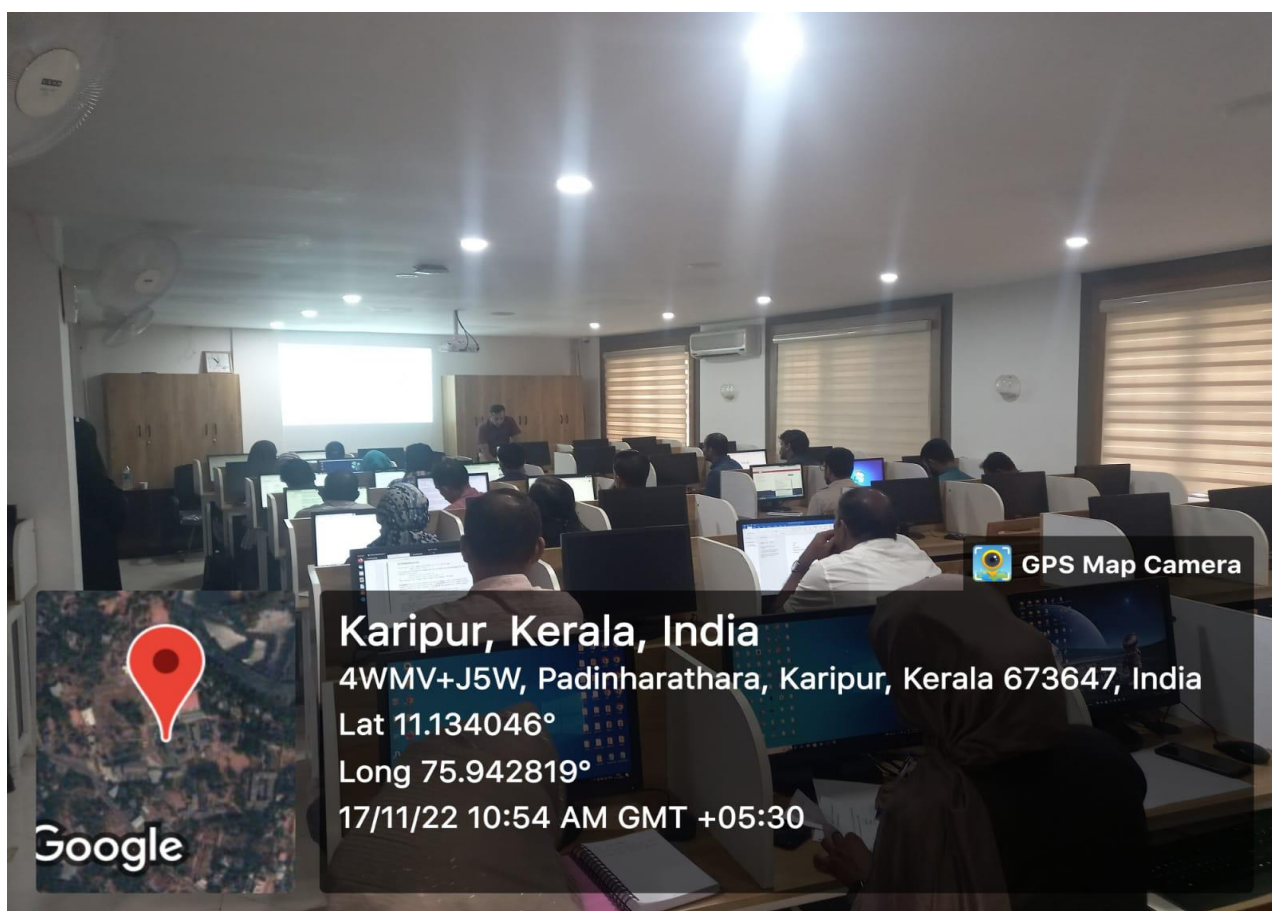 GPS Map Camera
Karipur, Kerala, India
4WMV+J5W, Padinharathara, Karipur, Kerala 673647, India
Lat 11.134046°
Long 75.942819°
17/11/22 10:54 AM GMT +05:30
Google